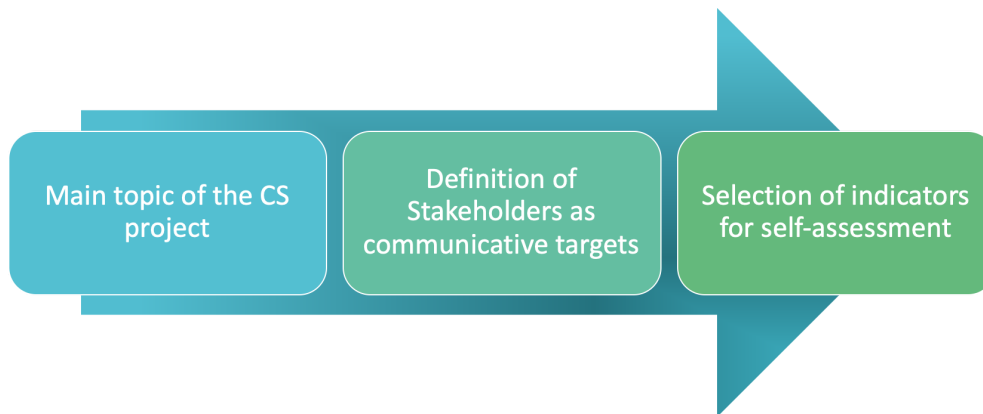 Main topic of the CS
project
Definition of
Stakeholders as
communicative targets
Selection of indicators
for self-assessment